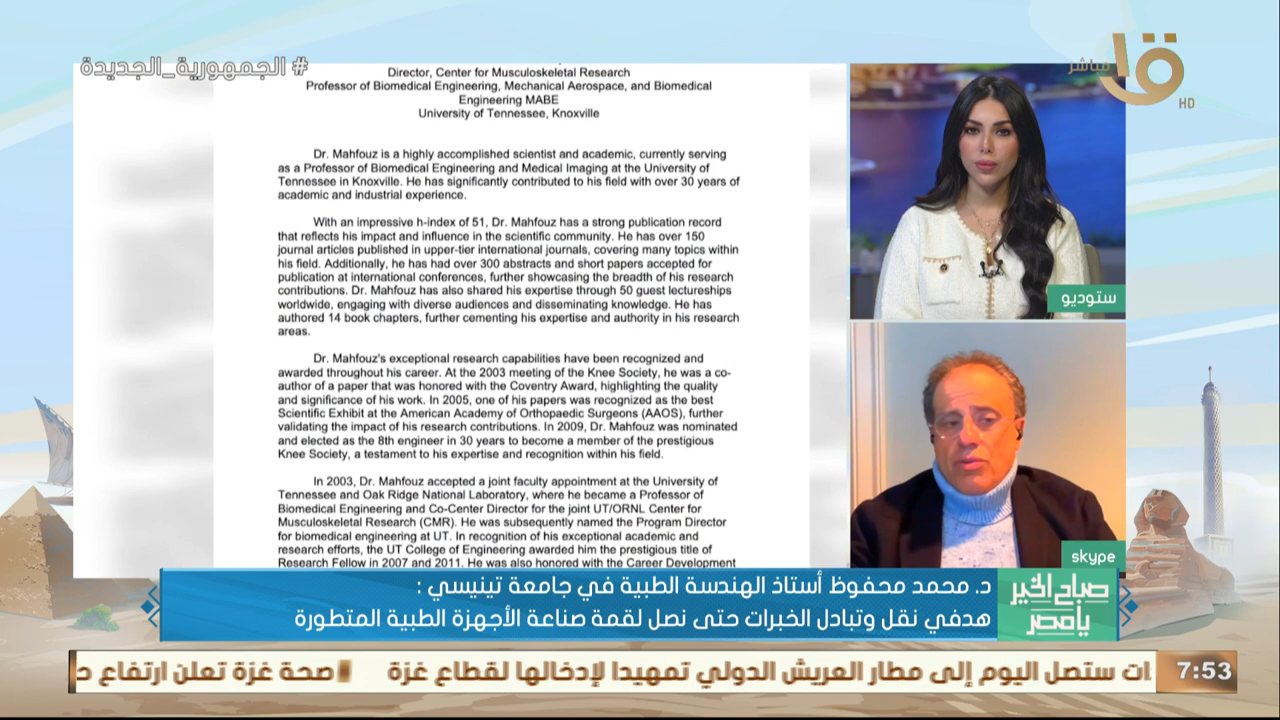 # الجمهورية_الجديدة
مباشر
HD
Director, Center for Musculoskeletal Research
Professor of Biomedical Engineering, Mechanical Aerospace, and Biomedical
Engineering MABE
University of Tennessee, Knoxville
Dr. Mahfouz is a highly accomplished scientist and academic, currently serving
as a Professor of Biomedical Engineering and Medical Imaging at the University of
Tennessee in Knoxville. He has significantly contributed to his field with over 30 years of
academic and industrial experience.
With an impressive h-index of 51, Dr. Mahfouz has a strong publication record
that reflects his impact and influence in the scientific community. He has over 150
journal articles published in upper-tier international journals, covering many topics within
his field. Additionally, he has had over 300 abstracts and short papers accepted for
publication at international conferences, further showcasing the breadth of his research
contributions. Dr. Mahfouz has also shared his expertise through 50 guest lectureships
worldwide, engaging with diverse audiences and disseminating knowledge. He has
authored 14 book chapters, further cementing his expertise and authority in his research
areas.
Dr. Mahfouz's exceptional research capabilities have been recognized and
awarded throughout his career. At the 2003 meeting of the Knee Society, he was a co-
author of a paper that was honored with the Coventry Award, highlighting the quality
and significance of his work. In 2005, one of his papers was recognized as the best
Scientific Exhibit at the American Academy of Orthopaedic Surgeons (AAOS), further
validating the impact of his research contributions. In 2009, Dr. Mahfouz was nominated
and elected as the 8th engineer in 30 years to become a member of the prestigious
Knee Society, a testament to his expertise and recognition within his field.
In 2003, Dr. Mahfouz accepted a joint faculty appointment at the University of
Tennessee and Oak Ridge National Laboratory, where he became a Professor of
Biomedical Engineering and Co-Center Director for the joint UT/ORNL Center for
Musculoskeletal Research (CMR). He was subsequently named the Program Director
for biomedical engineering at UT. In recognition of his exceptional academic and
research efforts, the UT College of Engineering awarded him the prestigious title of
Research Fellow in 2007 and 2011. He was also honored with the Career Development
ستوديو
skype
صباح الخير
يا مصر
د. محمد محفوظ أستاذ الهندسة الطبية في جامعة تينيسي :
هدفي نقل وتبادل الخبرات حتى نصل لقمة صناعة الأجهزة الطبية المتطورة
7:53
ات ستصل اليوم إلى مطار العريش الدولي تمهيدا لإدخالها لقطاع غزة
صحة غزة تعلن ارتفاع